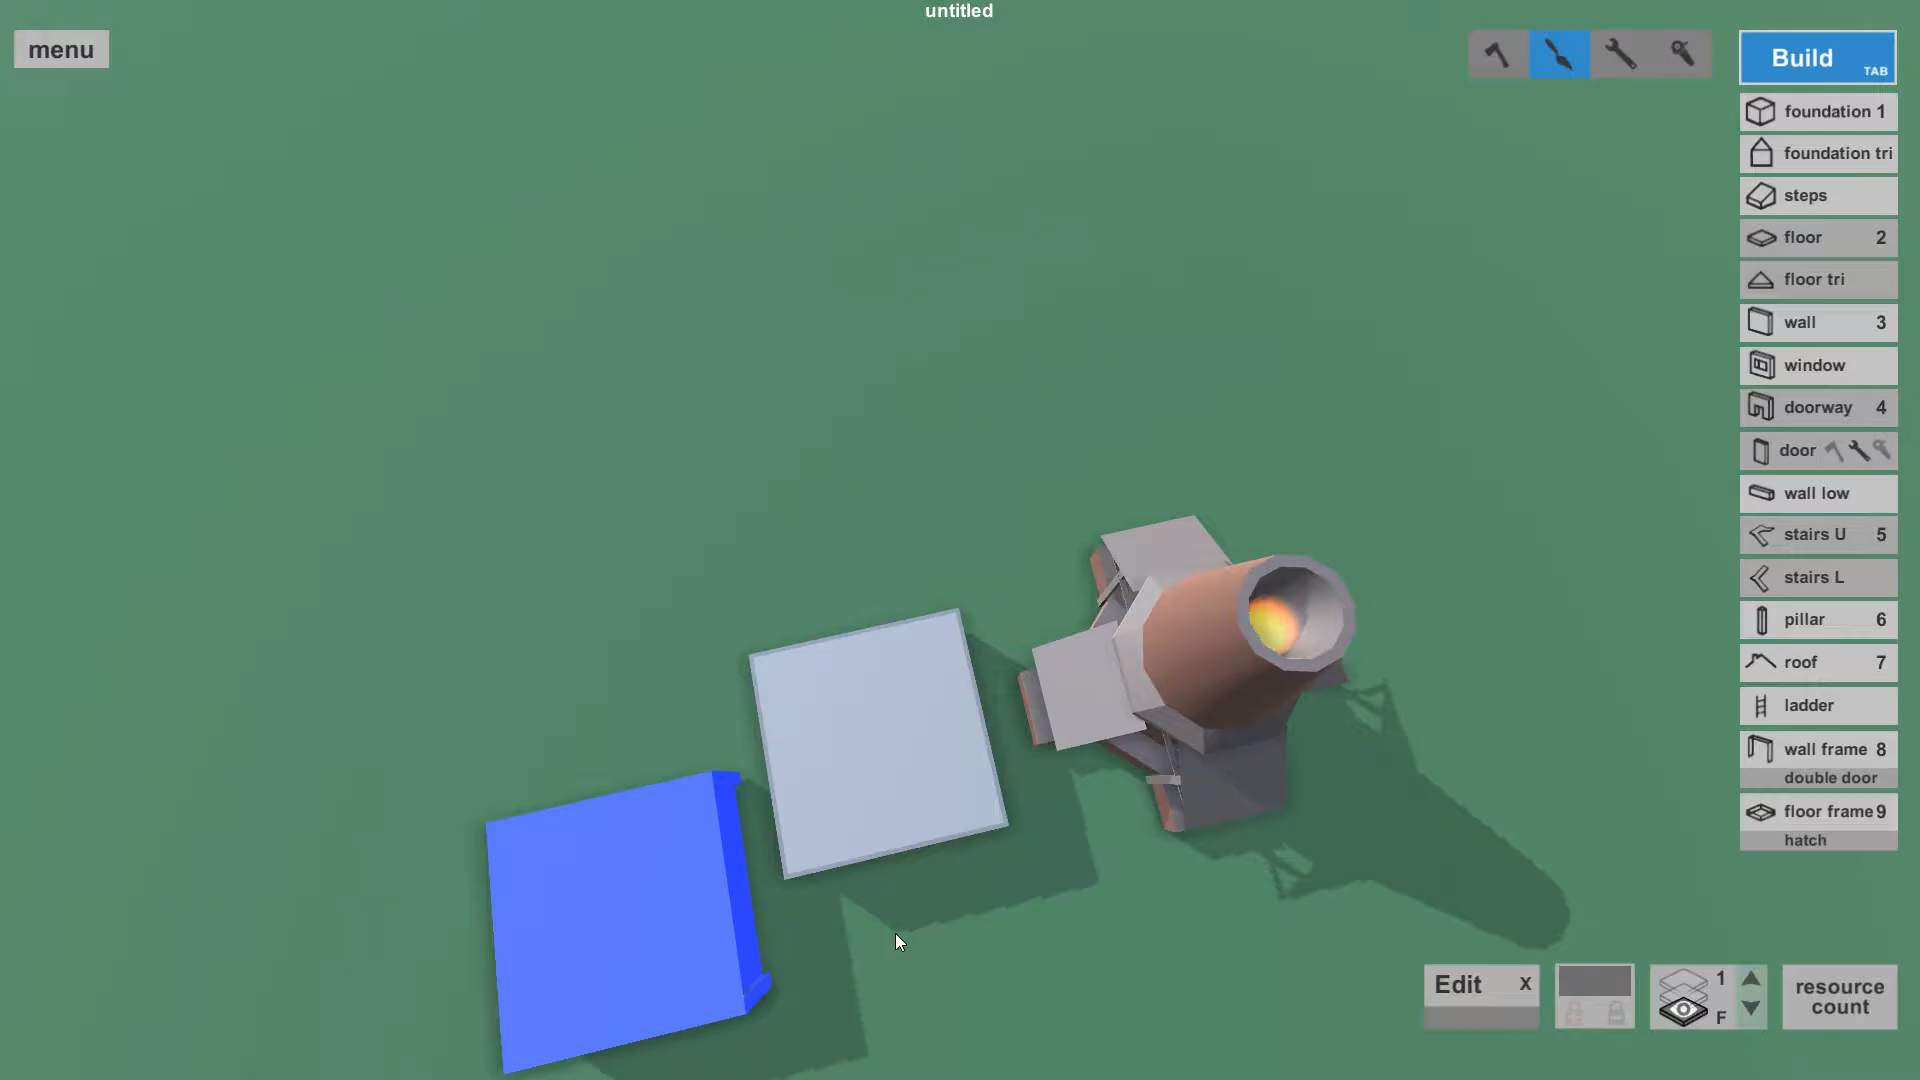 untitled
menu
Build
TAB
foundation 1
foundation tri
steps
floor 2
floor tri
wall 3
window
doorway 4
door
wall low
stairs U 5
stairs L
pillar 6
roof 7
ladder
wall frame 8
double door
floor frame 9
hatch
Edit X
1
F
resource
count